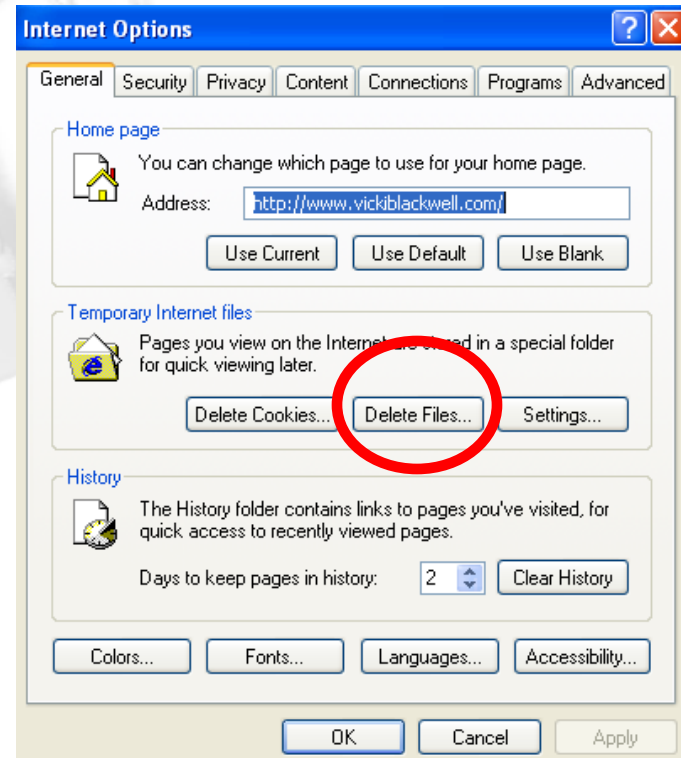 Internet Options
General Security Privacy Content Connections Programs Advanced
Home page
You can change which page to use for your home page.
Address: http://www.vickiblackwell.com/
Use Current Use Default Use Blank
Temporary Internet files
Pages you view on the Internet are stored in a special folder
for quick viewing later.
Delete Cookies... Delete Files... Settings...
History
The History folder contains links to pages you've visited, for
quick access to recently viewed pages.
Days to keep pages in history: 2 Clear History
Colors... Fonts... Languages... Accessibility...
OK Cancel Apply